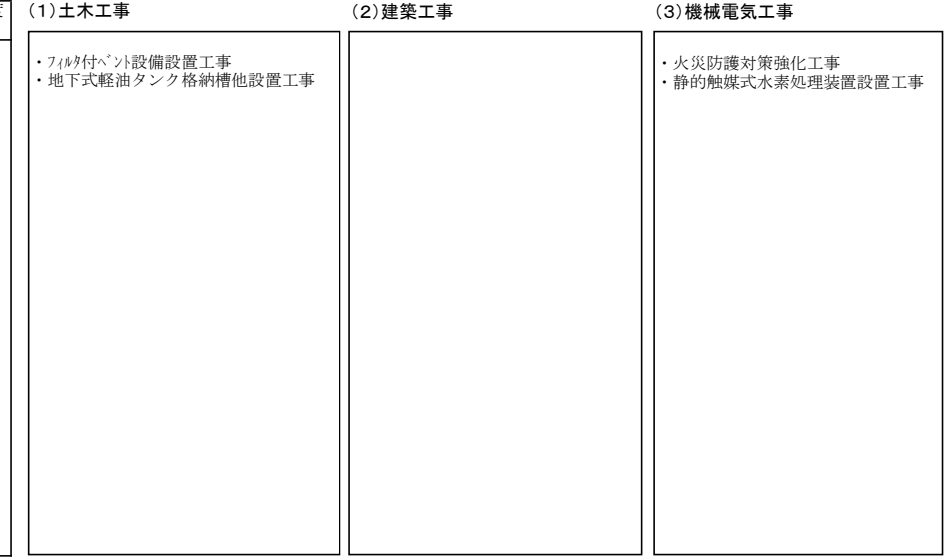 (1)土木工事
・ﾌｨﾙﾀ付ﾍﾞﾝﾄ設備設置工事
・地下式軽油タンク格納槽他設置工事
(2)建築工事
(3)機械電気工事
・火災防護対策強化工事
・静的触媒式水素処理装置設置工事